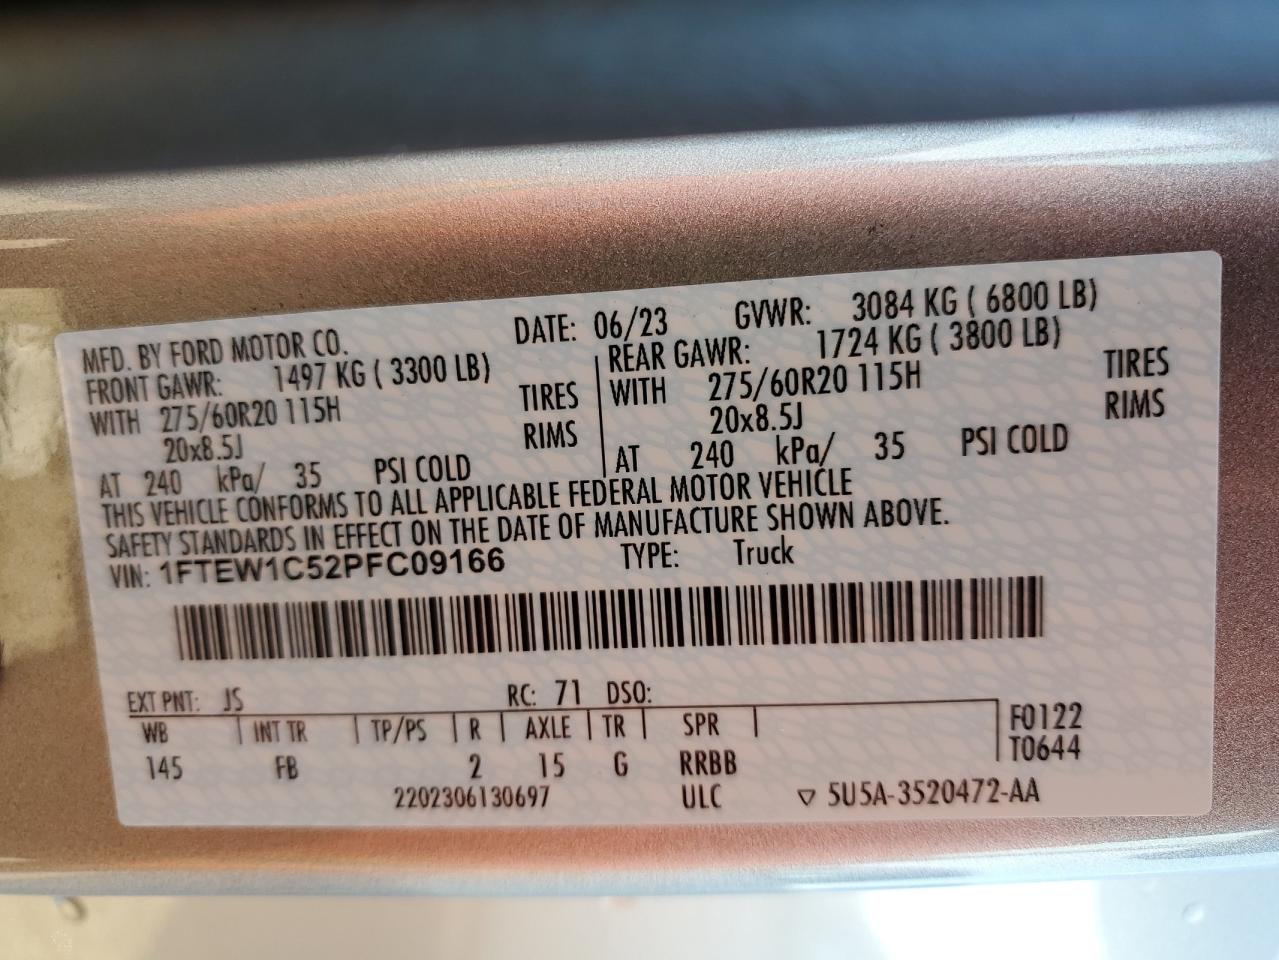 MFD. BY FORD MOTOR CO. DATE: 06/23 GVWR: 3084 KG ( 6800 LB)
FRONT GAWR: 1497 KG ( 3300 LB) REAR GAWR: 1724 KG ( 3800 LB)
WITH 275/60R20 115H TIRES WITH 275/60R20 115H TIRES
20x8.5J RIMS 20x8.5J RIMS
AT 240 kPa/ 35 PSI COLD AT 240 kPa/ 35 PSI COLD
THIS VEHICLE CONFORMS TO ALL APPLICABLE FEDERAL MOTOR VEHICLE
SAFETY STANDARDS IN EFFECT ON THE DATE OF MANUFACTURE SHOWN ABOVE.
VIN: 1FTEW1C52PFC09166 TYPE: Truck
EXT PNT: JS RC: 71 DSO:
WB INT TR TP/PS R AXLE TR SPR F0122
T0644
145 FB 2 15 G RRBB
2202306130697 ULC ▽ 5U5A-3520472-AA